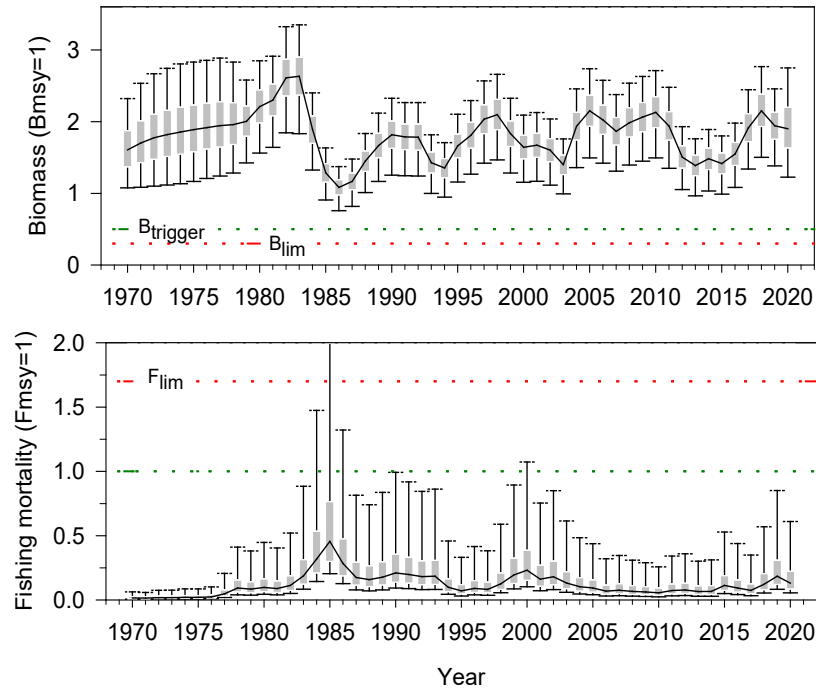 Biomass (Bmsy=1)
3
2
1
0
Btrigger
Blim
1970 1975 1980 1985 1990 1995 2000 2005 2010 2015 2020
Fishing mortality (Fmsy=1)
2.0
1.5
1.0
0.5
0.0
Flim
1970 1975 1980 1985 1990 1995 2000 2005 2010 2015 2020
Year